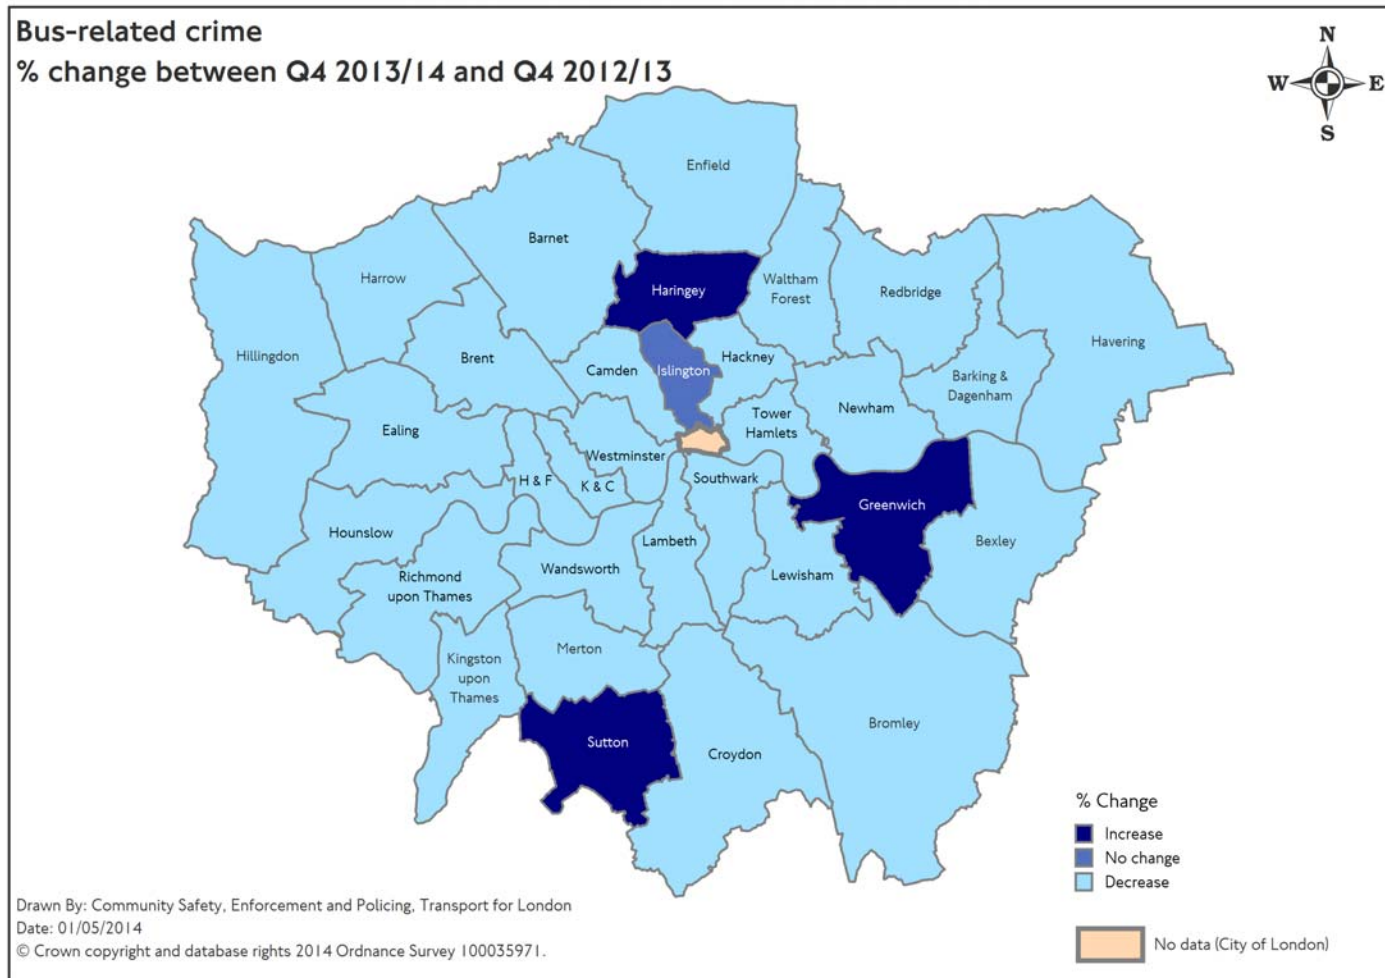 Bus-related crime
% change between Q4 2013/14 and Q4 2012/13
N
W
E
S
Enfield
Barnet
Harrow
Haringey
Waltham
Forest
Redbridge
Havering
Hillingdon
Brent
Camden
Islington
Hackney
Barking &
Dagenham
Newham
Ealing
Tower
Hamlets
Westminster
H & F
K & C
Southwark
Greenwich
Hounslow
Lambeth
Bexley
Richmond
upon Thames
Wandsworth
Lewisham
Merton
Kingston
upon
Thames
Bromley
Sutton
Croydon
% Change
Increase
No change
Decrease
No data (City of London)
Drawn By: Community Safety, Enforcement and Policing, Transport for London
Date: 01/05/2014
© Crown copyright and database rights 2014 Ordnance Survey 100035971.